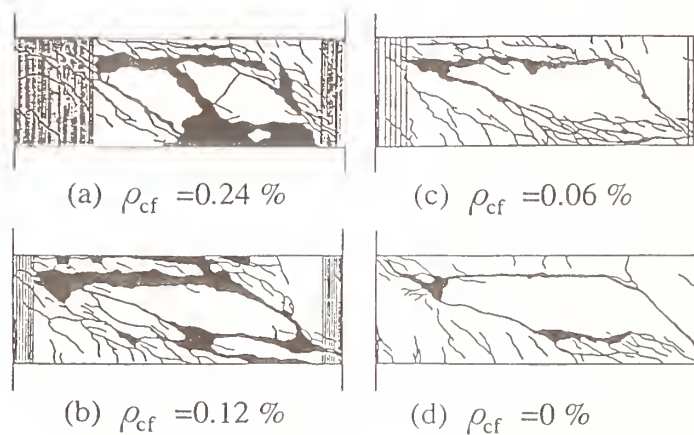 (a) ρcf =0.24 %
(c) ρcf =0.06 %
(b) ρcf =0.12 %
(d) ρcf =0 %